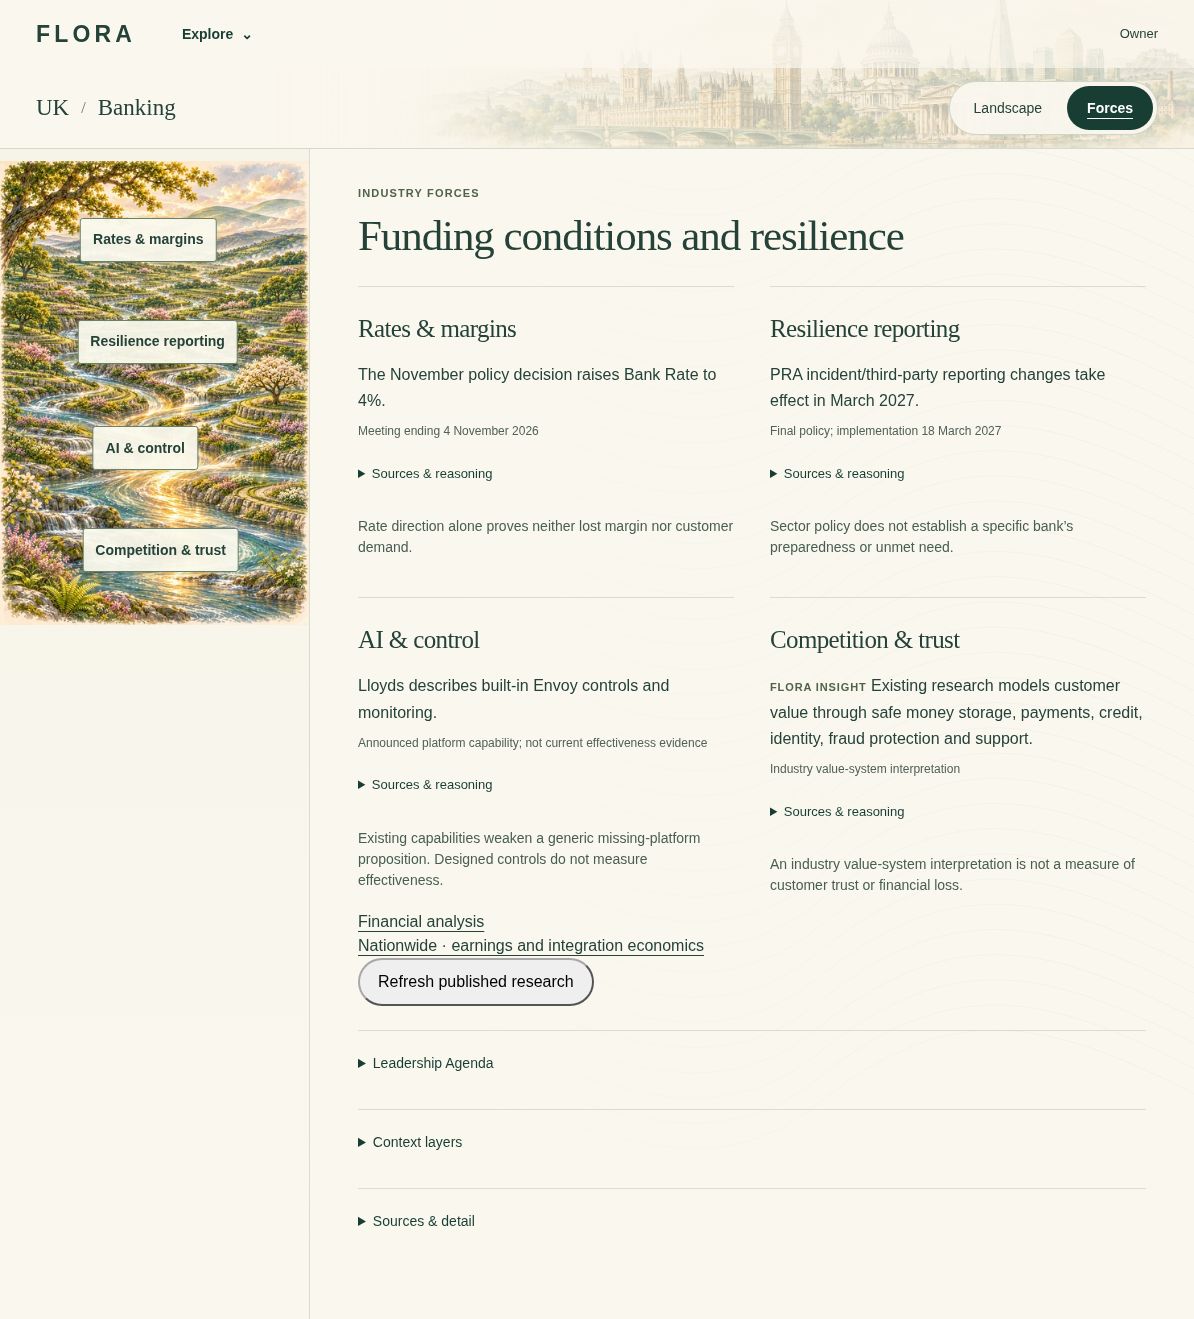 FLORA
Explore
Owner
UK / Banking
Landscape
Forces
Rates & margins
Resilience reporting
AI & control
Competition & trust
INDUSTRY FORCES
Funding conditions and resilience
Rates & margins
The November policy decision raises Bank Rate to
4%.
Meeting ending 4 November 2026
Sources & reasoning
Rate direction alone proves neither lost margin nor customer
demand.
Resilience reporting
PRA incident/third-party reporting changes take
effect in March 2027.
Final policy; implementation 18 March 2027
Sources & reasoning
Sector policy does not establish a specific bank’s
preparedness or unmet need.
AI & control
Lloyds describes built-in Envoy controls and
monitoring.
Announced platform capability; not current effectiveness evidence
Sources & reasoning
Existing capabilities weaken a generic missing-platform
proposition. Designed controls do not measure
effectiveness.
Financial analysis
Nationwide · earnings and integration economics
Refresh published research
Competition & trust
FLORA INSIGHT Existing research models customer
value through safe money storage, payments, credit,
identity, fraud protection and support.
Industry value-system interpretation
Sources & reasoning
An industry value-system interpretation is not a measure of
customer trust or financial loss.
Leadership Agenda
Context layers
Sources & detail